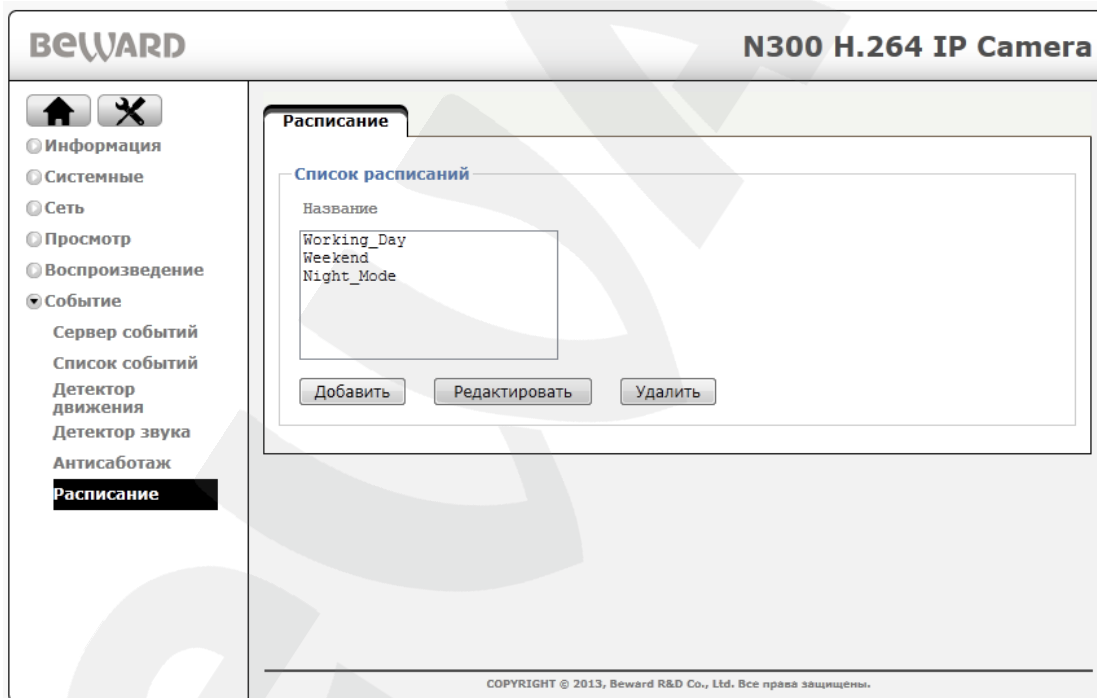 BEWARD
N300 H.264 IP Camera
Информация
Системные
Сеть
Просмотр
Воспроизведение
Событие
Сервер событий
Список событий
Детектор
движения
Детектор звука
Антисаботаж
Расписание
Расписание
Список расписаний
Название
Working_Day
Weekend
Night_Mode
Добавить
Редактировать
Удалить
COPYRIGHT © 2013, Beward R&D Co., Ltd. Все права защищены.